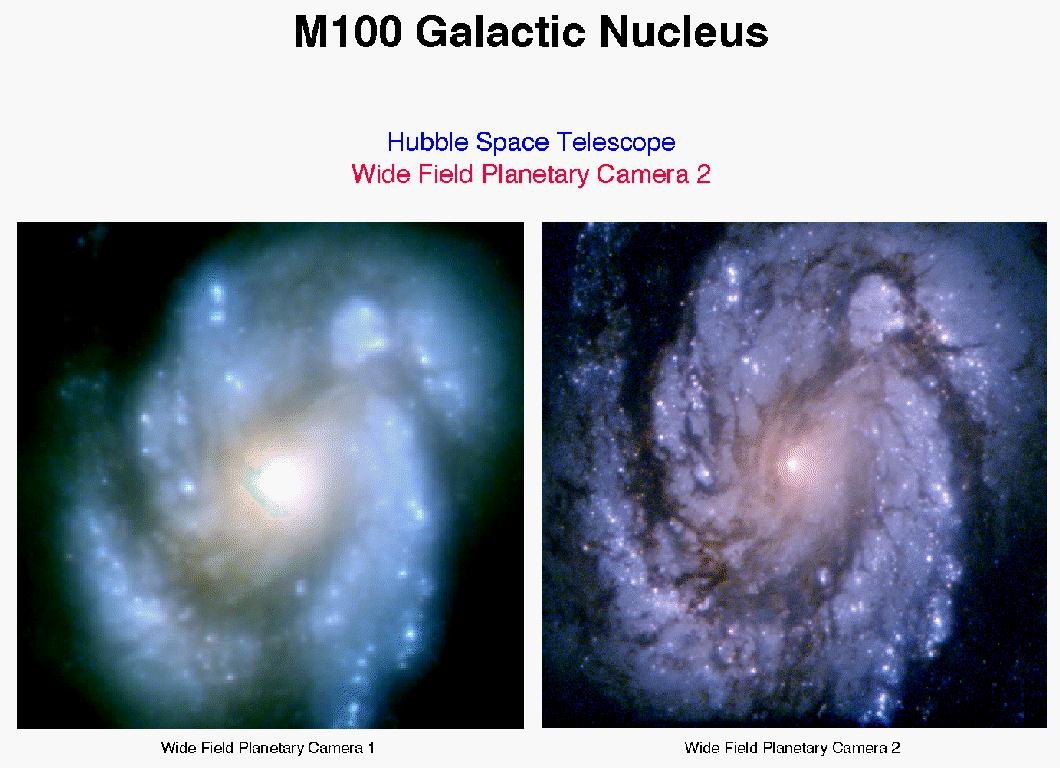 M100 Galactic Nucleus
Hubble Space Telescope
Wide Field Planetary Camera 2
Wide Field Planetary Camera 1
Wide Field Planetary Camera 2